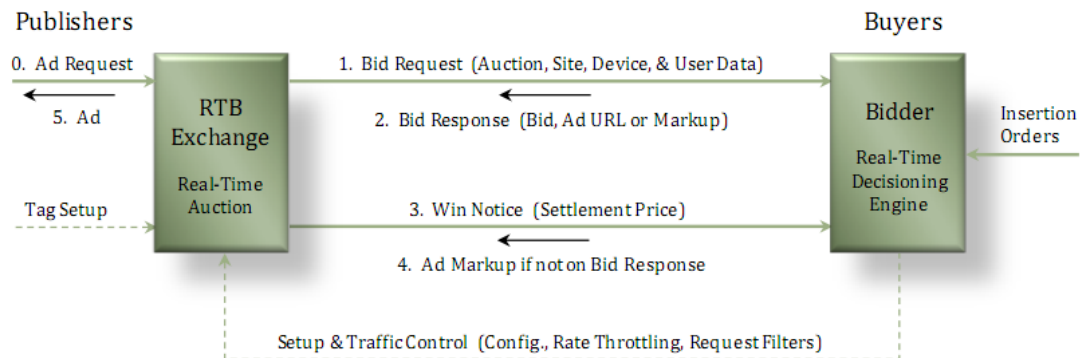 Publishers
Buyers
0. Ad Request
5. Ad
RTB
Exchange
Real-Time
Auction
Tag Setup
1. Bid Request (Auction, Site, Device, & User Data)
2. Bid Response (Bid, Ad URL or Markup)
3. Win Notice (Settlement Price)
4. Ad Markup if not on Bid Response
Bidder
Real-Time
Decisioning
Engine
Insertion
Orders
Setup & Traffic Control (Config., Rate Throttling, Request Filters)